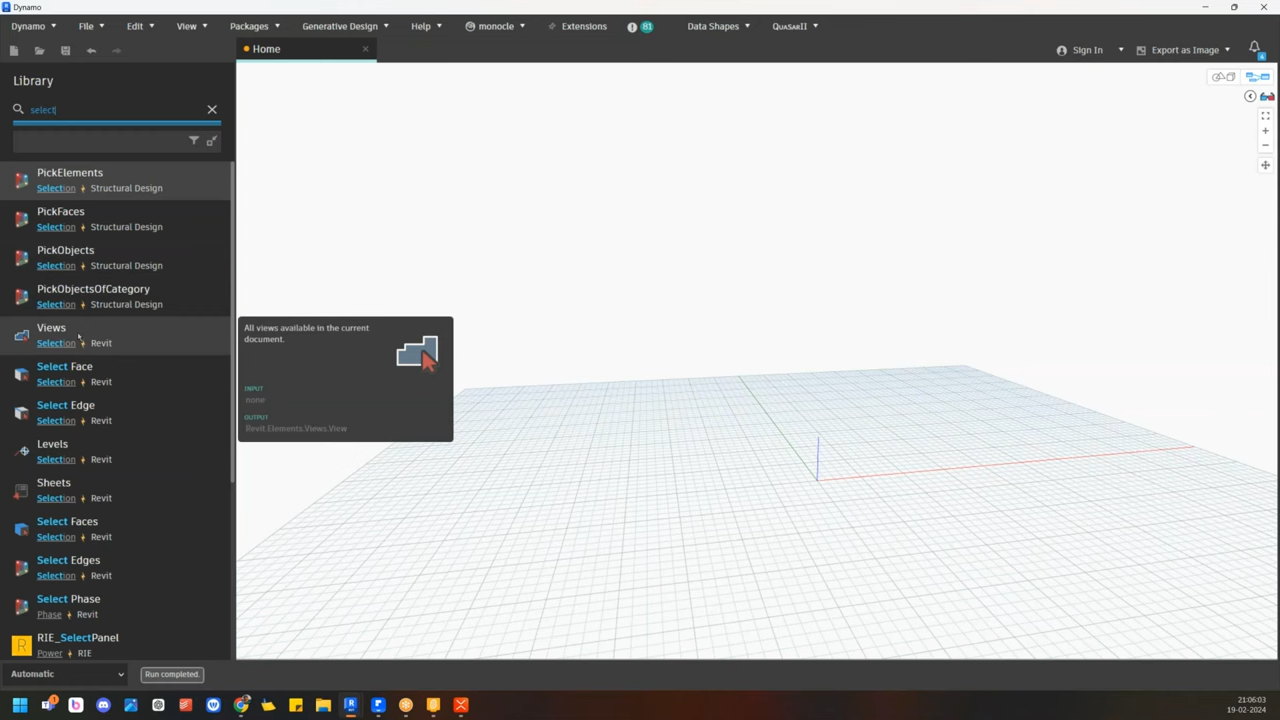 Dynamo
Dynamo File Edit View Packages Generative Design Help monocle Extensions 81 Data Shapes QUASARII
Home
Sign In Export as Image
4
Library
select
PickElements
Selection Structural Design
PickFaces
Selection Structural Design
PickObjects
Selection Structural Design
PickObjectsOfCategory
Selection Structural Design
Views
Selection Revit
Select Face
Selection Revit
Select Edge
Selection Revit
Levels
Selection Revit
Sheets
Selection Revit
Select Faces
Selection Revit
Select Edges
Selection Revit
Select Phase
Phase Revit
RIE_SelectPanel
Power RIE
All views available in the current
document.
INPUT
none
OUTPUT
Revit.Elements.Views.View
Automatic
Run completed.
21:06:03
19-02-2024